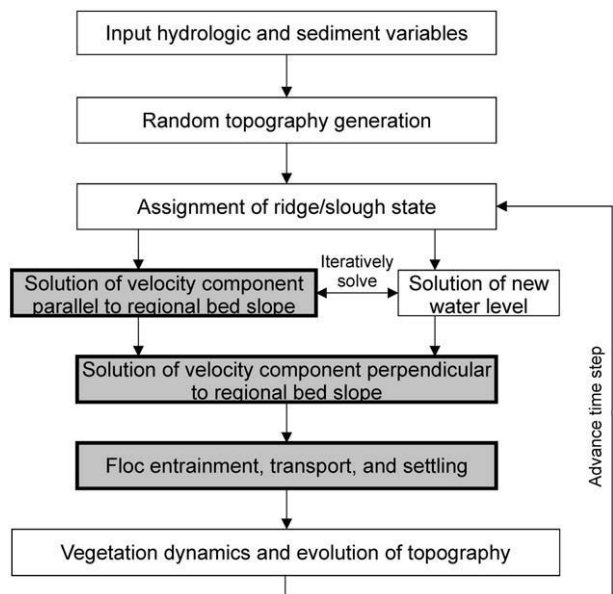 Input hydrologic and sediment variables
Random topography generation
Assignment of ridge/slough state
Solution of velocity component
parallel to regional bed slope
Iteratively
solve
Solution of new
water level
Solution of velocity component perpendicular
to regional bed slope
Floc entrainment, transport, and settling
Vegetation dynamics and evolution of topography
Advance time step